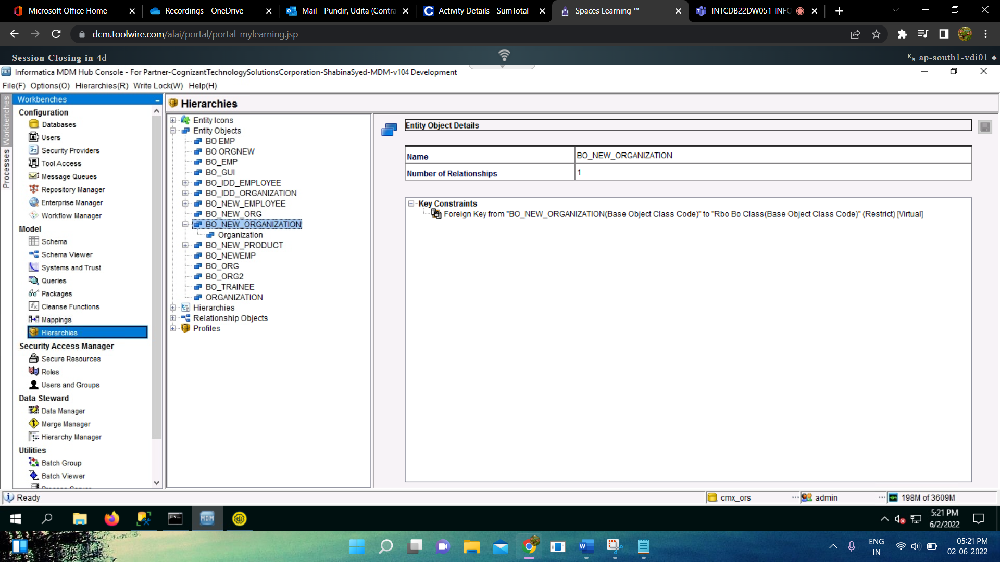 Microsoft Office Home
Recordings - OneDrive
Mail - Pundir, Udita (Contra
Activity Details - SumTotal
Spaces Learning ™
INTCDB22DW051-INFO
dcm.toolwire.com/alai/portal/portal_mylearning.jsp
Session Closing in 4d
ap-south1-vdi01
Informatica MDM Hub Console - For Partner-CognizantTechnologySolutionsCorporation-ShabinaSyed-MDM-v104 Development
File(F) Options(O) Hierarchies(R) Write Lock(W) Help(H)
Workbenches
Processes
Workbenches
Configuration
Databases
Users
Security Providers
Tool Access
Message Queues
Repository Manager
Enterprise Manager
Workflow Manager
Model
Schema
Schema Viewer
Systems and Trust
Queries
Packages
Cleanse Functions
Mappings
Hierarchies
Security Access Manager
Secure Resources
Roles
Users and Groups
Data Steward
Data Manager
Merge Manager
Hierarchy Manager
Utilities
Batch Group
Batch Viewer
Process Server
Hierarchies
Entity Icons
Entity Objects
BO EMP
BO ORGNEW
BO_EMP
BO_GUI
BO_IDD_EMPLOYEE
BO_IDD_ORGANIZATION
BO_NEW_EMPLOYEE
BO_NEW_ORG
BO_NEW_ORGANIZATION
Organization
BO_NEW_PRODUCT
BO_NEWEMP
BO_ORG
BO_ORG2
BO_TRAINEE
ORGANIZATION
Hierarchies
Relationship Objects
Profiles
Entity Object Details
Name BO_NEW_ORGANIZATION
Number of Relationships 1
Key Constraints
Foreign Key from "BO_NEW_ORGANIZATION(Base Object Class Code)" to "Rbo Bo Class(Base Object Class Code)" (Restrict) [Virtual]
Ready
cmx_ors
admin
198M of 3609M
MDM
5:21 PM
6/2/2022
ENG
IN
05:21 PM
02-06-2022